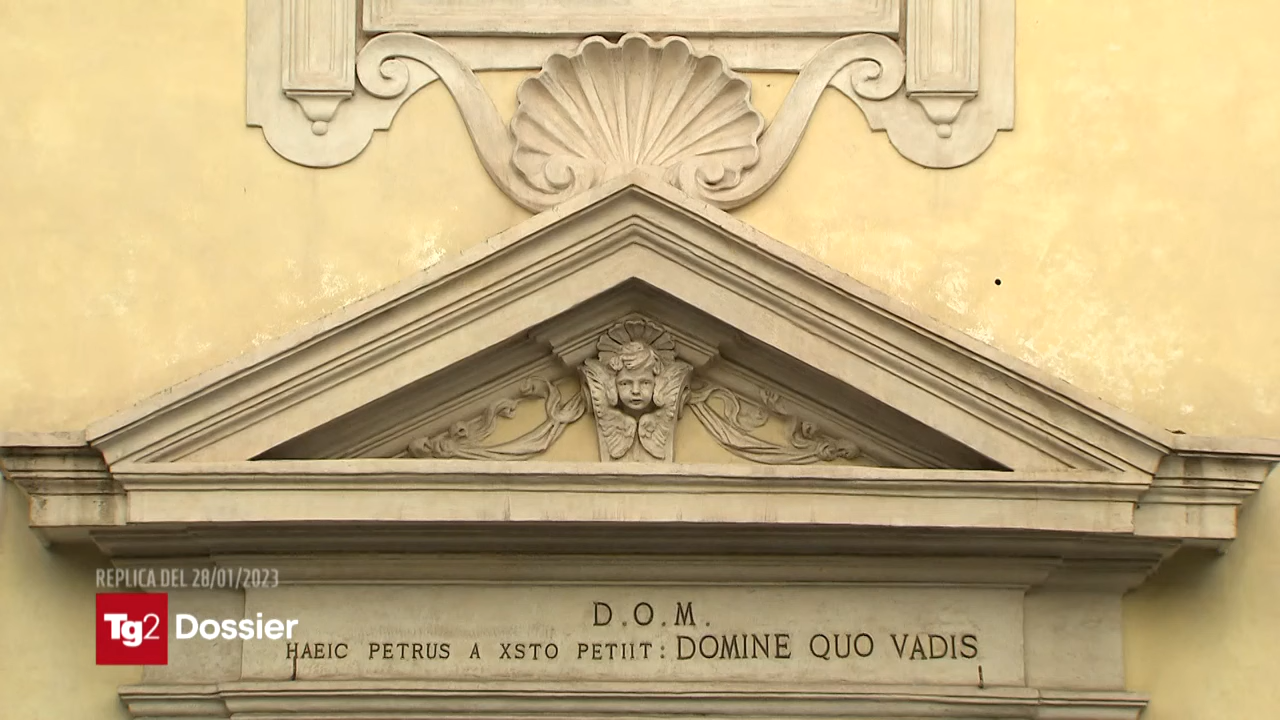 REPLICA DEL 28/01/2023
Tg2 Dossier
D.O.M.
HAEIC PETRUS A XSTO PETIIT: DOMINE QUO VADIS